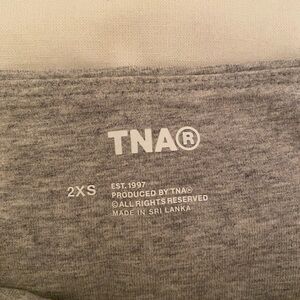 TNA®
2XS
EST. 1997
PRODUCED BY TNA®
©ALL RIGHTS RESERVED
MADE IN SRI LANKA